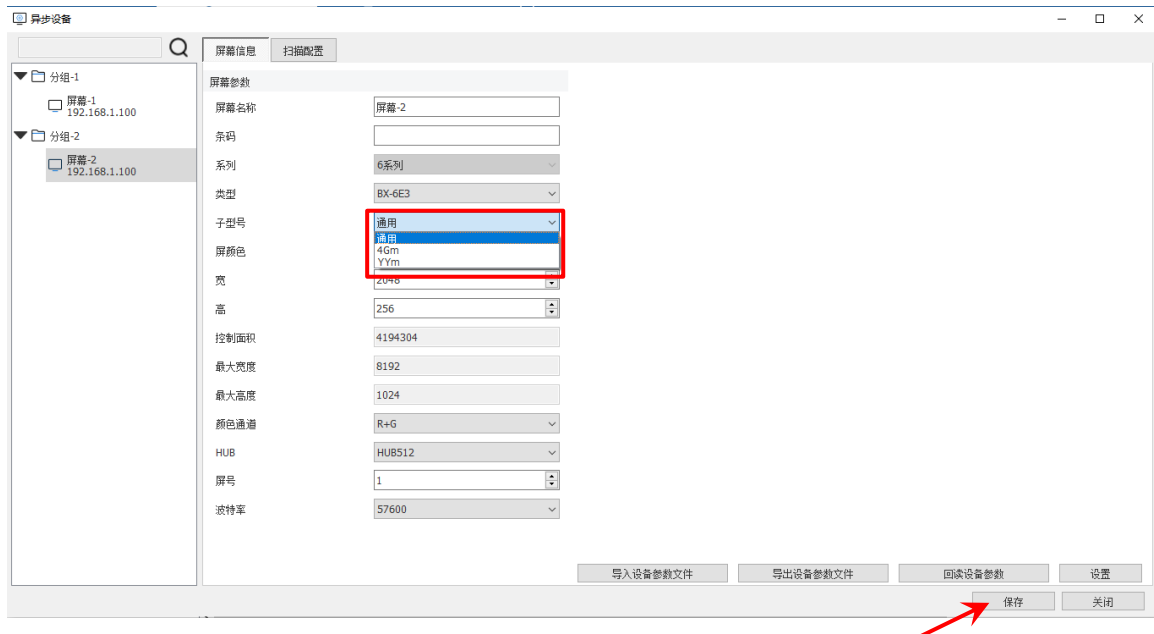 异步设备
屏幕信息 扫描配置
分组-1
屏幕-1
192.168.1.100
分组-2
屏幕-2
192.168.1.100
屏幕参数
屏幕名称 屏幕-2
条码
系列 6系列
类型 BX-6E3
子型号 通用
通用
4Gm
YYm
屏颜色
宽 2048
高 256
控制面积 4194304
最大宽度 8192
最大高度 1024
颜色通道 R+G
HUB HUB512
屏号 1
波特率 57600
导入设备参数文件 导出设备参数文件 回读设备参数 设置
保存 关闭